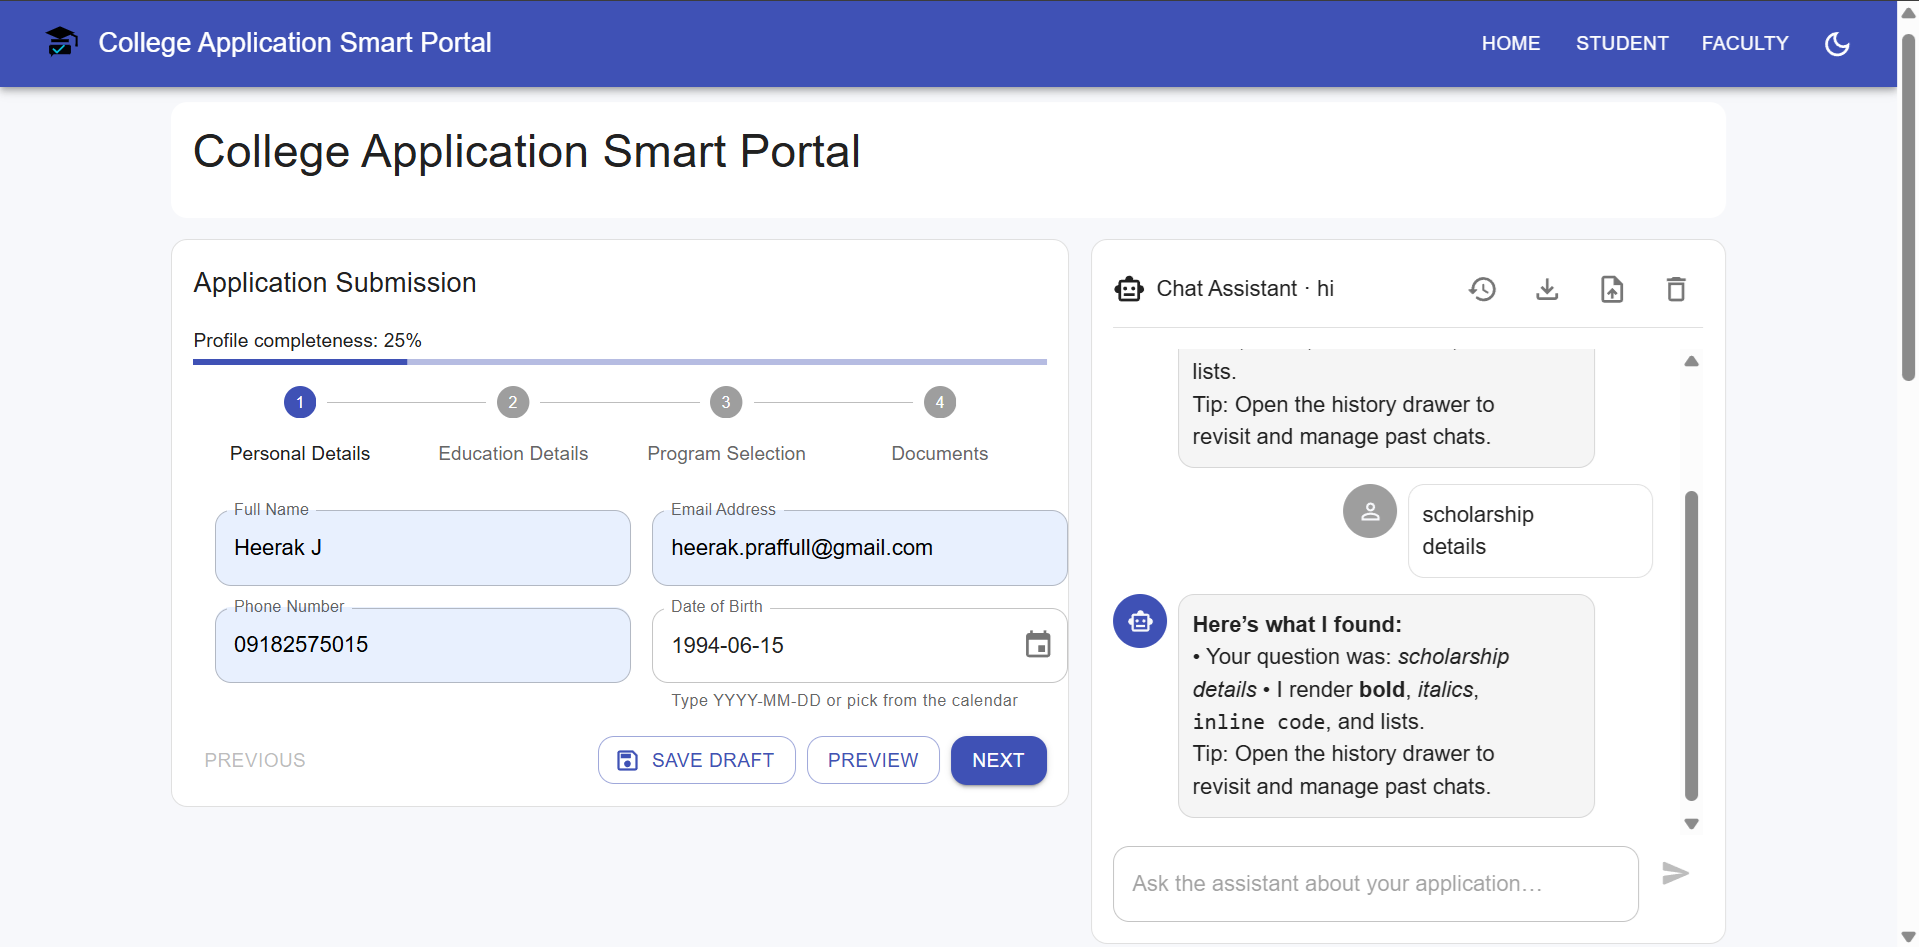 College Application Smart Portal
HOME
STUDENT
FACULTY
College Application Smart Portal
Application Submission
Profile completeness: 25%
1
2
3
4
Personal Details
Education Details
Program Selection
Documents
Full Name
Heerak J
Email Address
heerak.praffull@gmail.com
Phone Number
09182575015
Date of Birth
1994-06-15
Type YYYY-MM-DD or pick from the calendar
PREVIOUS
SAVE DRAFT
PREVIEW
NEXT
Chat Assistant · hi
lists.
Tip: Open the history drawer to
revisit and manage past chats.
scholarship
details
Here’s what I found:
• Your question was: scholarship
details • I render bold, italics,
inline code, and lists.
Tip: Open the history drawer to
revisit and manage past chats.
Ask the assistant about your application…